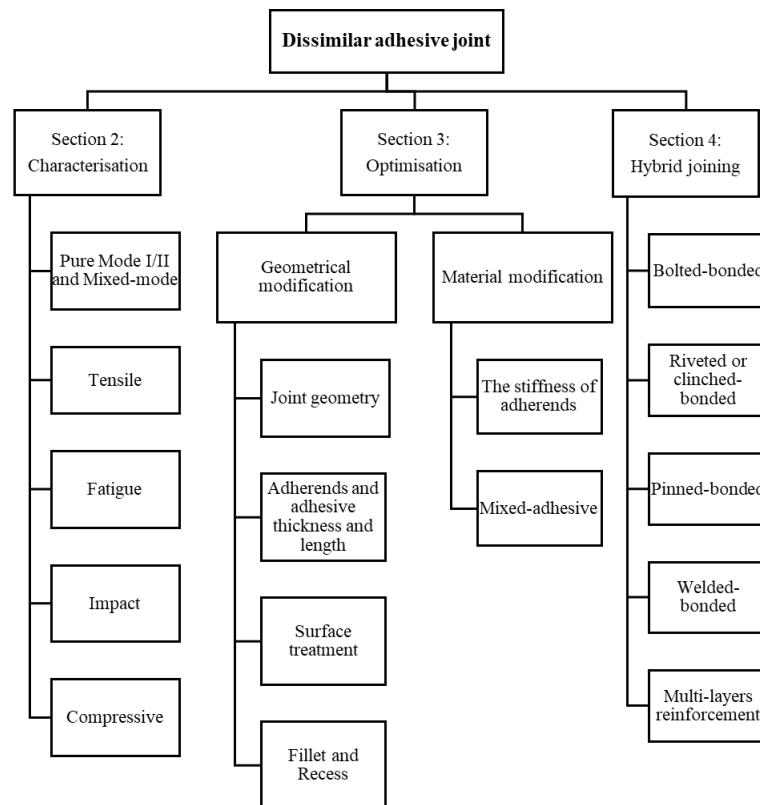 Dissimilar adhesive joint
Section 2:
Characterisation
Pure Mode I/II
and Mixed-mode
Tensile
Fatigue
Impact
Compressive
Section 3:
Optimisation
Geometrical
modification
Joint geometry
Adherends and
adhesive
thickness and
length
Surface
treatment
Fillet and
Recess
Material modification
The stiffness of
adherends
Mixed-adhesive
Section 4:
Hybrid joining
Bolted-bonded
Riveted or
clinched-
bonded
Pinned-bonded
Welded-
bonded
Multi-layers
reinforcement